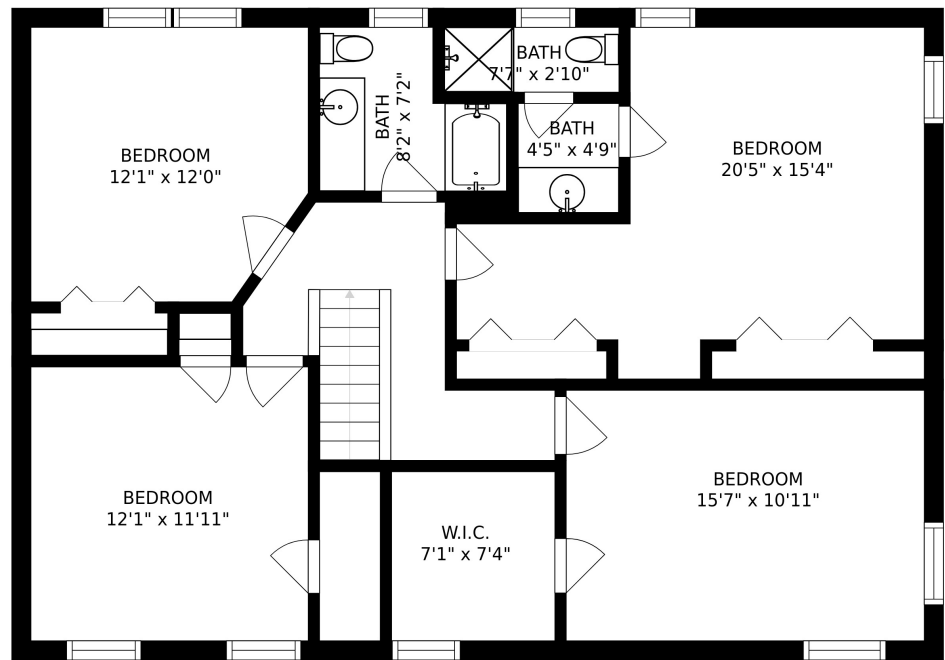 BEDROOM
12'1" x 12'0"
BATH
8'2" x 7'2"
BATH
7'7" x 2'10"
BATH
4'5" x 4'9"
BEDROOM
20'5" x 15'4"
BEDROOM
12'1" x 11'11"
W.I.C.
7'1" x 7'4"
BEDROOM
15'7" x 10'11"